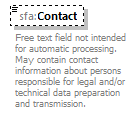 sfa:Contact
Free text field not intended
for automatic processing.
May contain contact
information about persons
responsible for legal and/or
technical data preparation
and transmission.